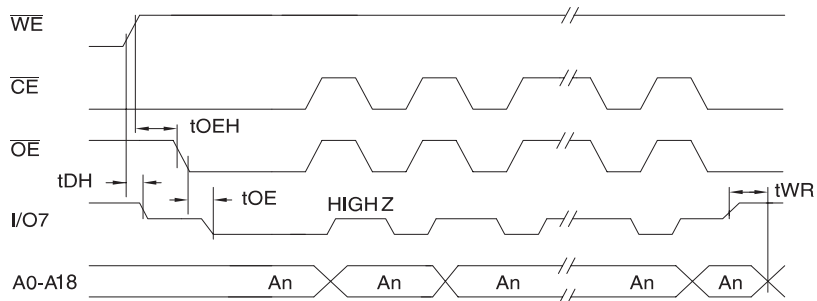 WE
CE
tOEH
OE
tDH
tOE
HIGH Z
tWR
I/O7
A0-A18 An An An An An